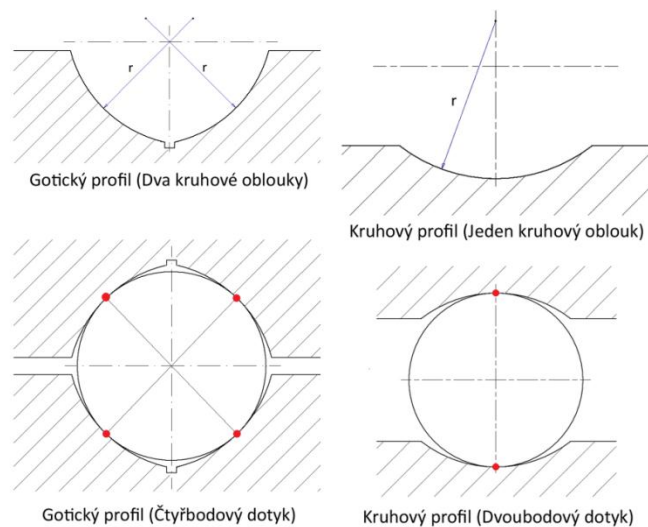 r
r
Gotický profil (Dva kruhové oblouky)
r
Kruhový profil (Jeden kruhový oblouk)
Gotický profil (Čtyřbodový dotyk)
Kruhový profil (Dvoubodový dotyk)